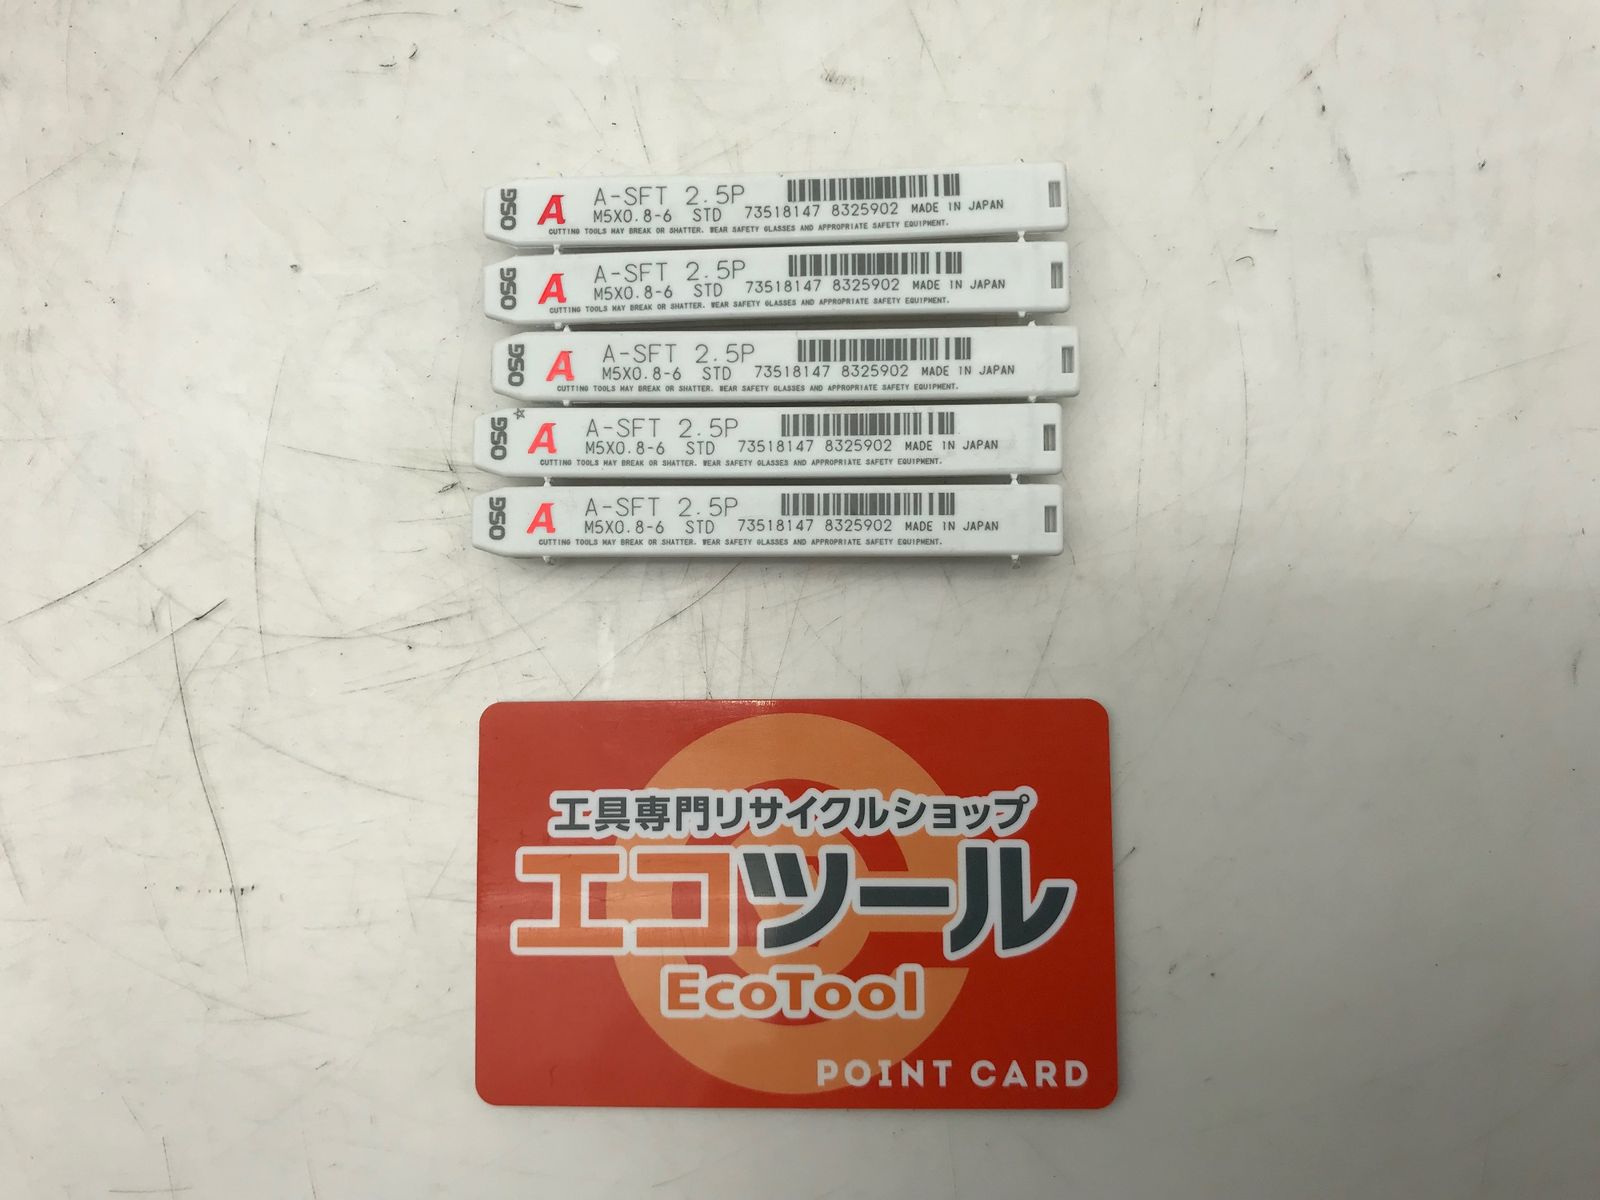 OSG A A-SFT 2.5P
M5X0.8-6 STD 73518147 8325902 MADE IN JAPAN
CUTTING TOOLS MAY BREAK OR SHATTER. WEAR SAFETY GLASSES AND APPROPRIATE SAFETY EQUIPMENT.
OSG A A-SFT 2.5P
M5X0.8-6 STD 73518147 8325902 MADE IN JAPAN
CUTTING TOOLS MAY BREAK OR SHATTER. WEAR SAFETY GLASSES AND APPROPRIATE SAFETY EQUIPMENT.
OSG A A-SFT 2.5P
M5X0.8-6 STD 73518147 8325902 MADE IN JAPAN
CUTTING TOOLS MAY BREAK OR SHATTER. WEAR SAFETY GLASSES AND APPROPRIATE SAFETY EQUIPMENT.
OSG☆ A A-SFT 2.5P
M5X0.8-6 STD 73518147 8325902 MADE IN JAPAN
CUTTING TOOLS MAY BREAK OR SHATTER. WEAR SAFETY GLASSES AND APPROPRIATE SAFETY EQUIPMENT.
OSG A A-SFT 2.5P
M5X0.8-6 STD 73518147 8325902 MADE IN JAPAN
CUTTING TOOLS MAY BREAK OR SHATTER. WEAR SAFETY GLASSES AND APPROPRIATE SAFETY EQUIPMENT.
工具専門リサイクルショップ
エコツール
EcoTool
POINT CARD